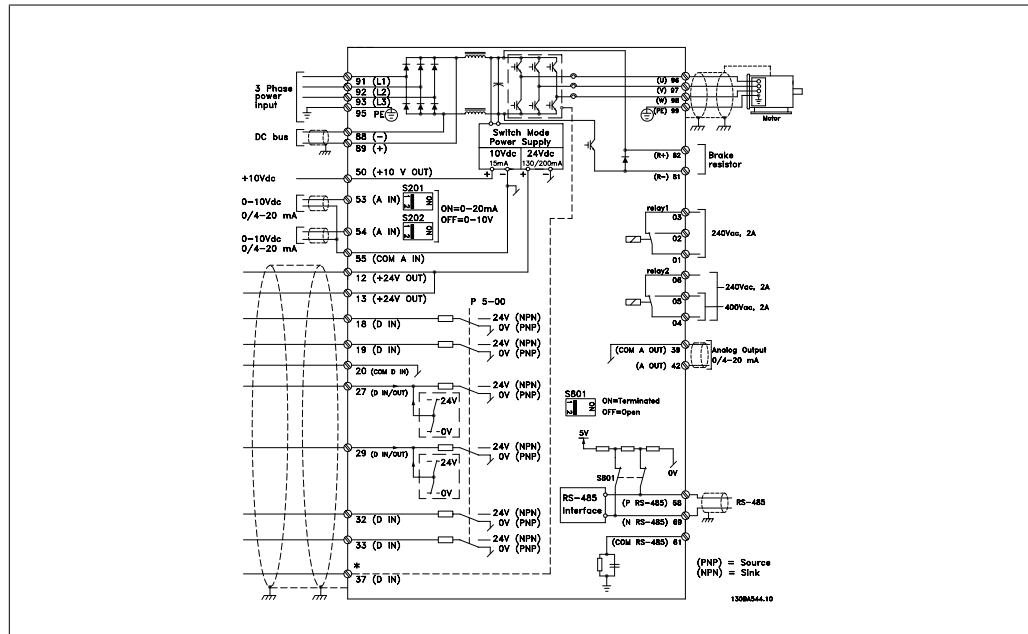 3 Phase
power
input
91 (L1)
92 (L2)
93 (L3)
95 PE
DC bus
88 (-)
89 (+)
+10Vdc
50 (+10 V OUT)
0-10Vdc
0/4-20 mA
53 (A IN)
S201
ON
1 2
0-10Vdc
0/4-20 mA
54 (A IN)
S202
ON
1 2
ON=0-20mA
OFF=0-10V
55 (COM A IN)
12 (+24V OUT)
13 (+24V OUT)
P 5-00
18 (D IN)
24V (NPN)
0V (PNP)
19 (D IN)
24V (NPN)
0V (PNP)
20 (COM D IN)
27 (D IN/OUT)
24V (NPN)
0V (PNP)
24V
0V
29 (D IN/OUT)
24V (NPN)
0V (PNP)
24V
0V
32 (D IN)
24V (NPN)
0V (PNP)
33 (D IN)
24V (NPN)
0V (PNP)
*
37 (D IN)
Switch Mode
Power Supply
10Vdc
15mA
24Vdc
130/200mA
+ - + -
(U) 96
(V) 97
(W) 98
(PE) 99
Motor
(R+) 82
(R-) 81
Brake
resistor
relay1
03
02
01
240Vac, 2A
relay2
06
05
04
240Vac, 2A
400Vac, 2A
(COM A OUT) 39
(A OUT) 42
Analog Output
0/4-20 mA
S801
ON
1 2
ON=Terminated
OFF=Open
5V
0V
S801
RS-485
Interface
(P RS-485) 68
(N RS-485) 69
(COM RS-485) 61
RS-485
(PNP) = Source
(NPN) = Sink
130BA544.10